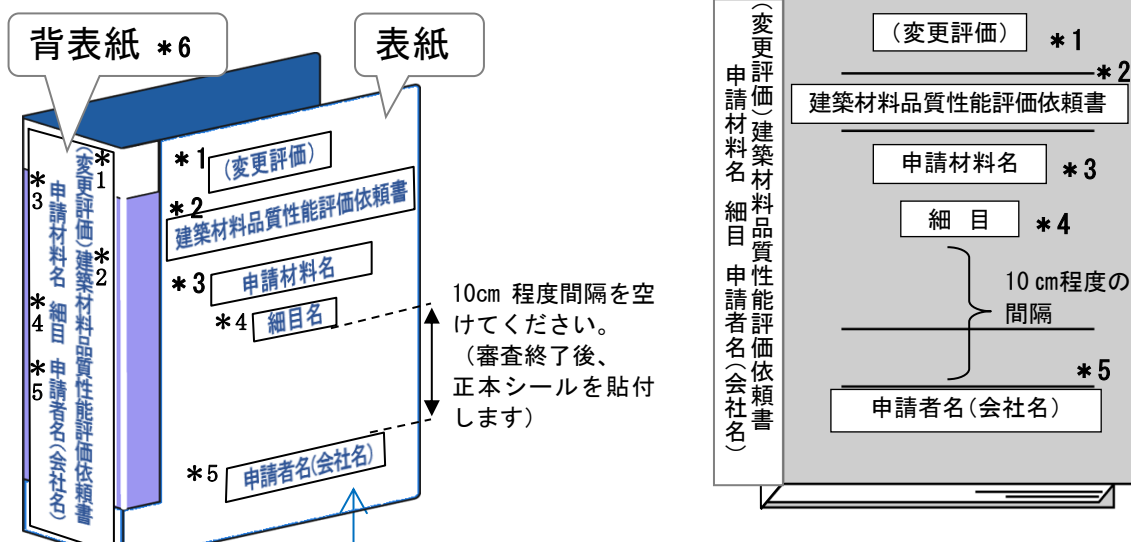 背表紙 *6
表紙
(変更評価)建築材料品質性能評価依頼書
申請材料名 細目 申請者名(会社名)
*1
*2
*3
*4
*5
*1 (変更評価)
*2
建築材料品質性能評価依頼書
*3 申請材料名
*4 細目名
10cm 程度間隔を空
けてください。
(審査終了後、
正本シールを貼付
します)
*5 申請者名(会社名)
(変更評価)建築材料品質性能評価依頼書
申請材料名 細目 申請者名(会社名)
(変更評価) *1
*2
建築材料品質性能評価依頼書
申請材料名 *3
細 目 *4
10㎝程度の
間隔
*5
申請者名(会社名)